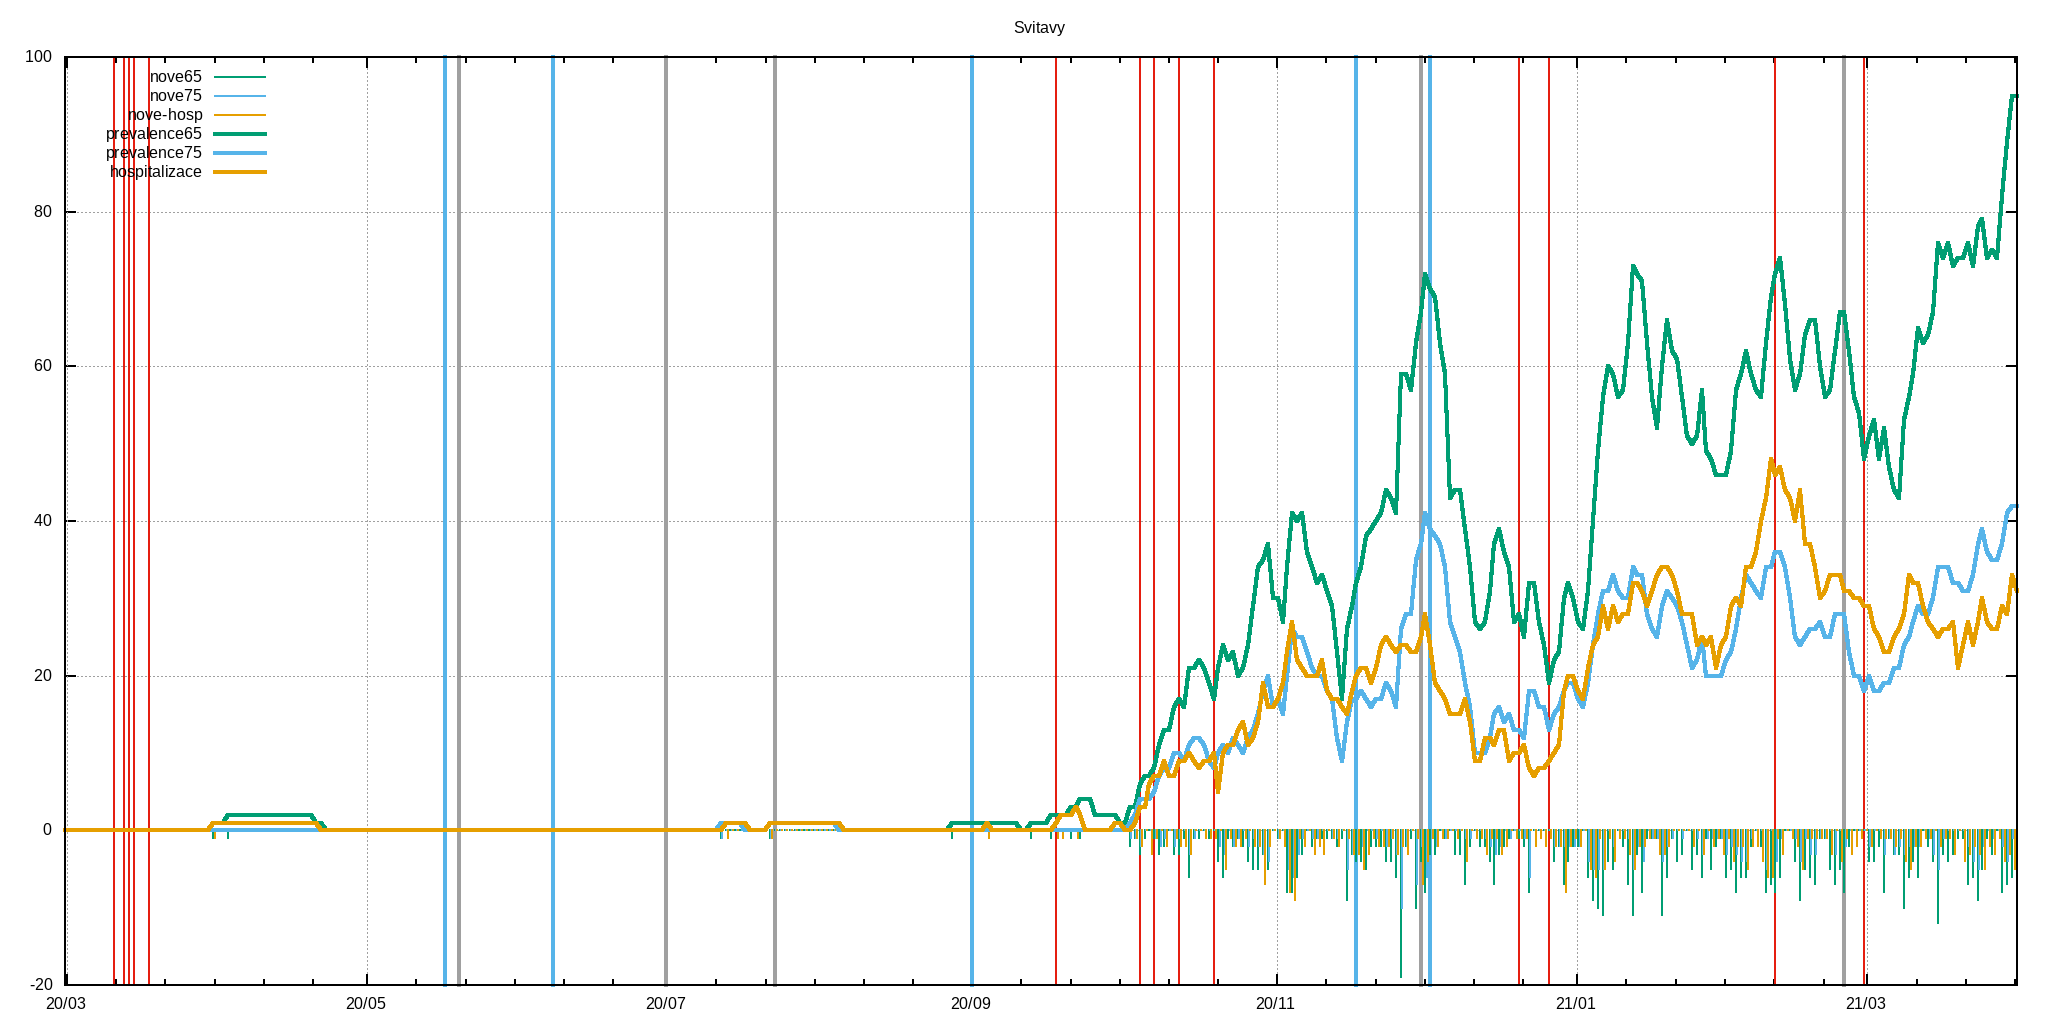 Svitavy
100
nove65
nove75
nove-hosp
prevalence65
prevalence75
hospitalizace
80
60
40
20
0
-20
20/03 20/05 20/07 20/09 20/11 21/01 21/03